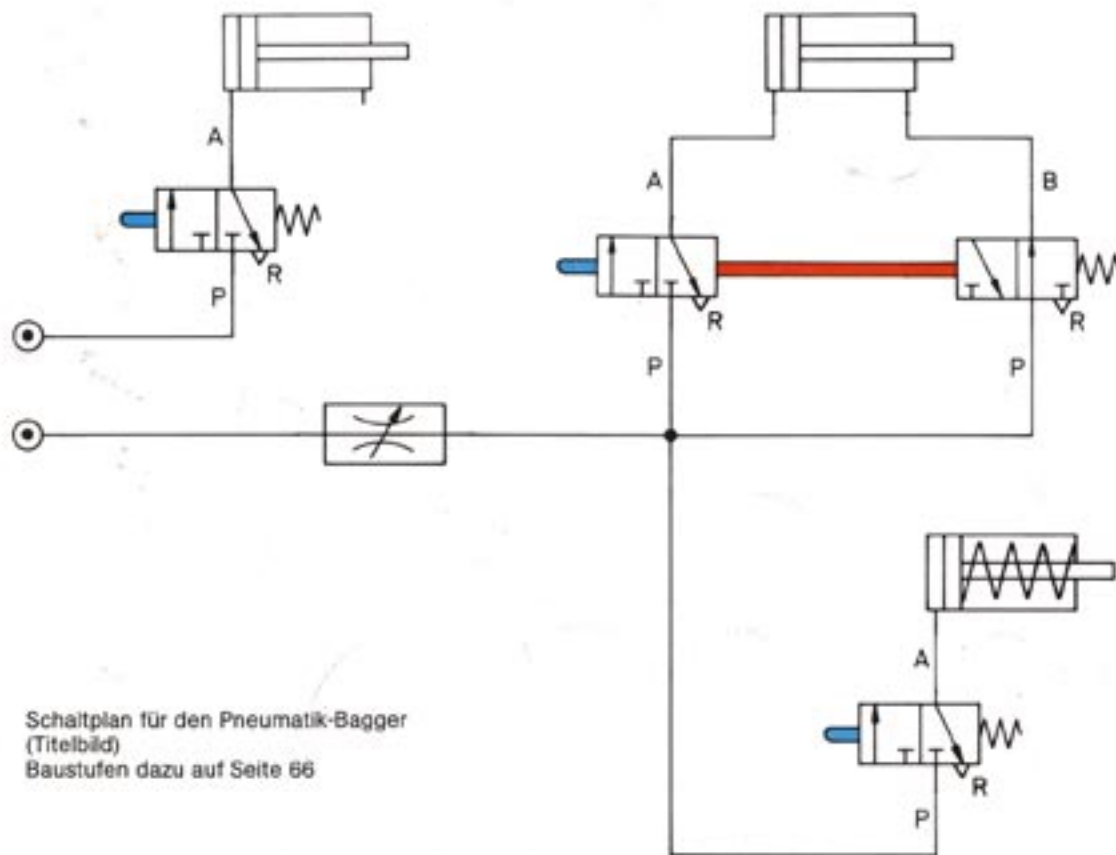 A
R
P
A
B
R
P
R
P
A
R
P
Schaltplan für den Pneumatik-Bagger
(Titelbild)
Baustufen dazu auf Seite 66